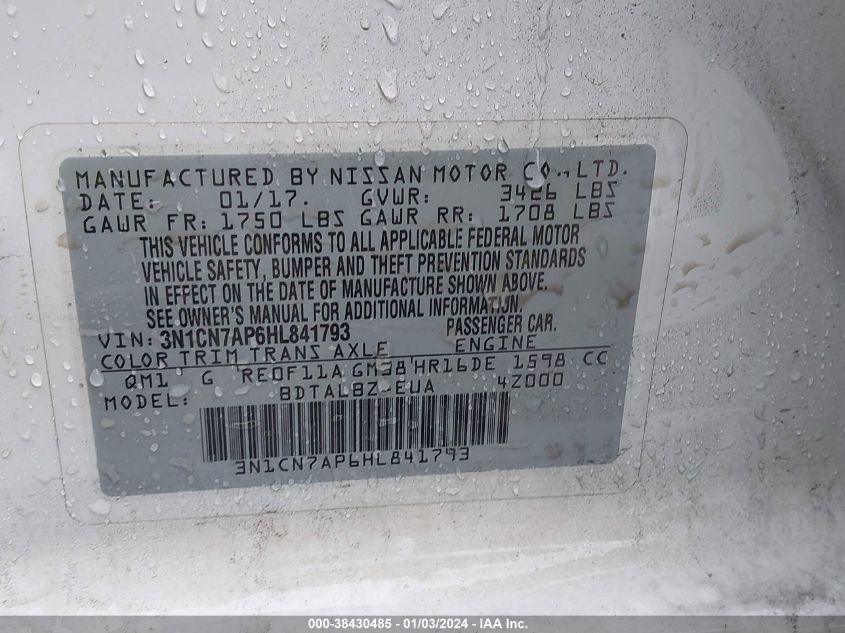 MANUFACTURED BY NISSAN MOTOR CO., LTD.
DATE: 01/17. GVWR: 3426 LBS
GAWR FR: 1750 LBS GAWR RR: 1708 LBS
THIS VEHICLE CONFORMS TO ALL APPLICABLE FEDERAL MOTOR
VEHICLE SAFETY, BUMPER AND THEFT PREVENTION STANDARDS
IN EFFECT ON THE DATE OF MANUFACTURE SHOWN ABOVE.
SEE OWNER'S MANUAL FOR ADDITIONAL INFORMATION.
VIN: 3N1CN7AP6HL841793 PASSENGER CAR.
COLOR TRIM TRANS AXLE ENGINE
QM1 G RE0F11A GM38 HR16DE 1598 CC
MODEL: BDTALBZ-EUA 4Z000
3N1CN7AP6HL841793
000-38430485 - 01/03/2024 - IAA Inc.